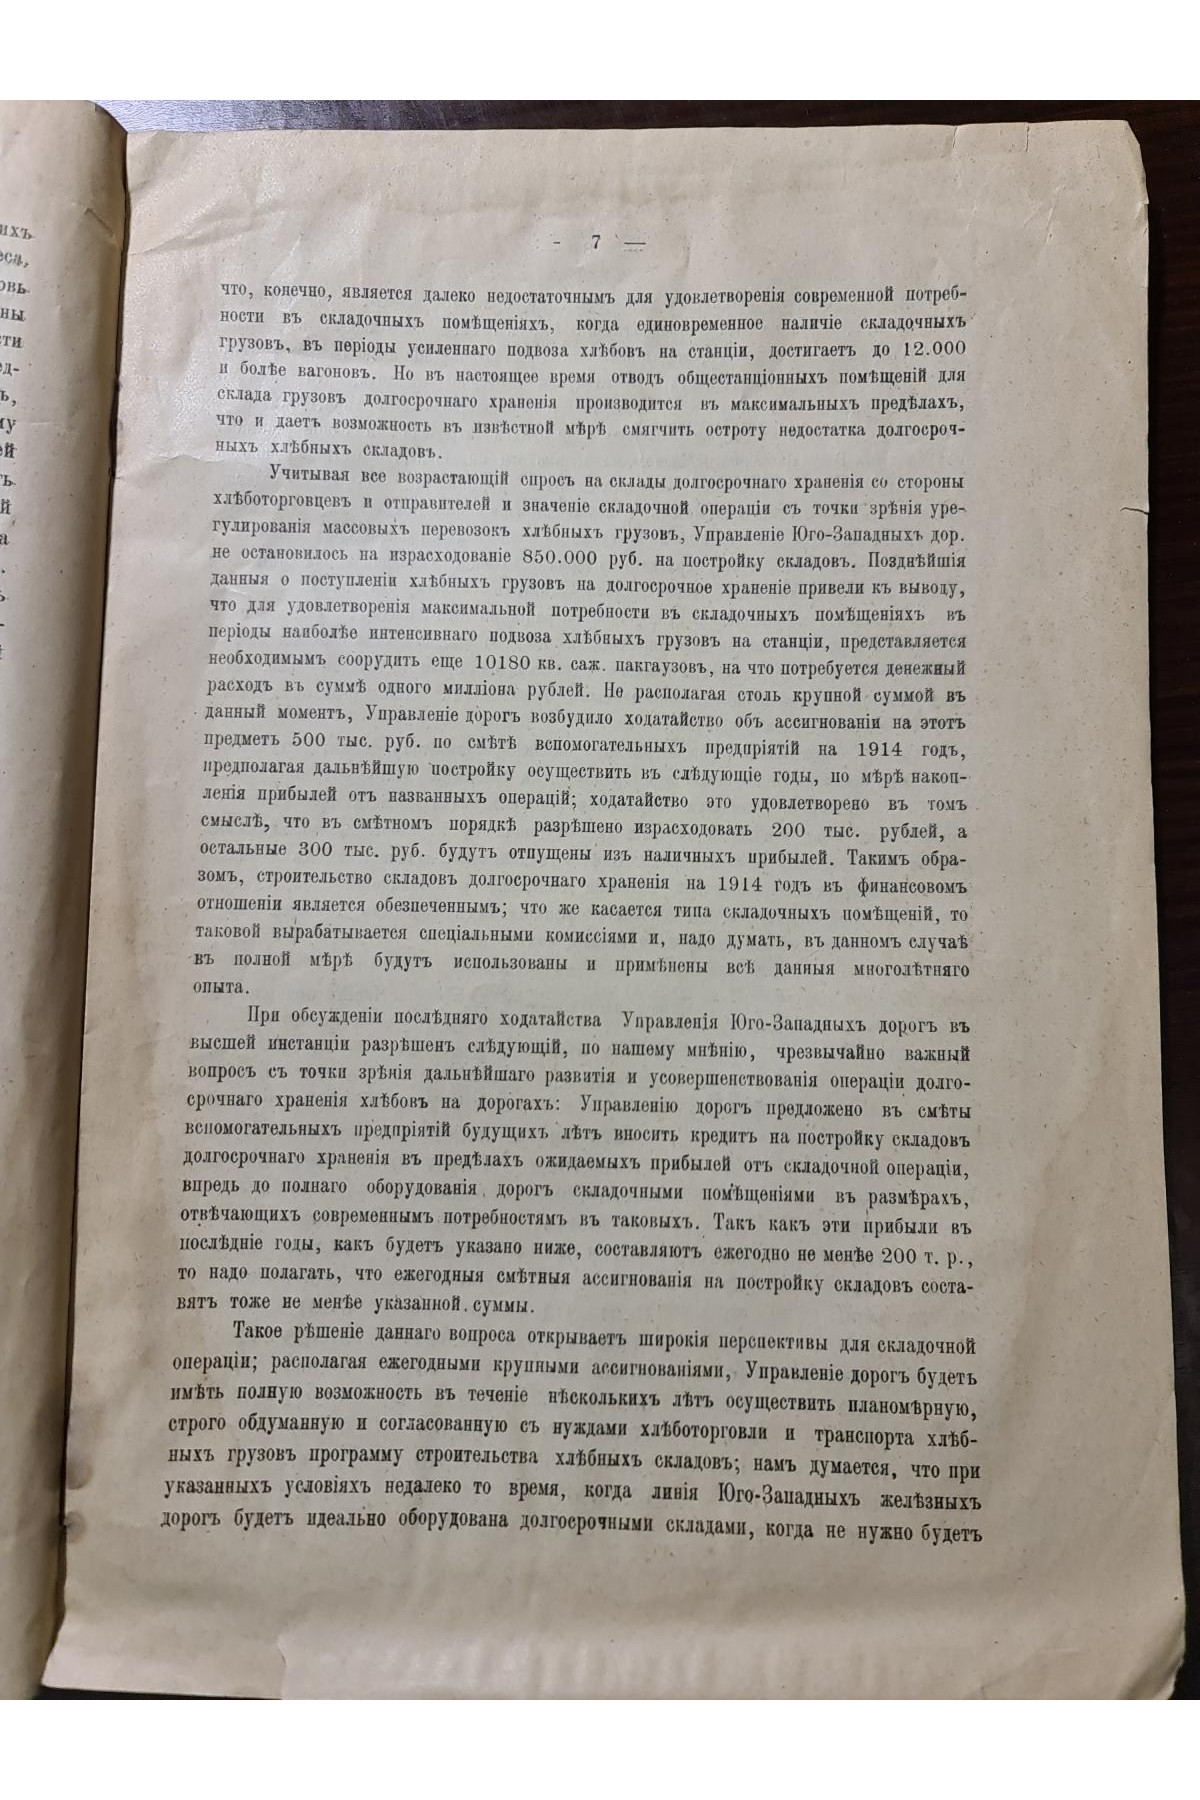 ихъ
еса,
овь
ны
сти
ед-
ъ,
му
ей
ть
й
а
- 7 —
что, конечно, является далеко недостаточнымъ для удовлетворенія современной потреб-
ности въ складочныхъ помѣщеніяхъ, когда единовременное наличіе складочныхъ
грузовъ, въ періоды усиленнаго подвоза хлѣбовъ на станціи, достигаетъ до 12.000
и болѣе вагоновъ. Но въ настоящее время отводъ общестанціонныхъ помѣщеній для
склада грузовъ долгосрочнаго храненія производится въ максимальныхъ предѣлахъ,
что и даетъ возможность въ извѣстной мѣрѣ смягчить остроту недостатка долгосроч-
ныхъ хлѣбныхъ складовъ.
Учитывая все возрастающій спросъ на склады долгосрочнаго храненія со стороны
хлѣботорговцевъ и отправителей и значеніе складочной операціи съ точки зрѣнія уре-
гулированія массовыхъ перевозокъ хлѣбныхъ грузовъ, Управленіе Юго-Западныхъ дор.
не остановилось на израсходованіе 850.000 руб. на постройку складовъ. Позднѣйшія
данныя о поступленіи хлѣбныхъ грузовъ на долгосрочное храненіе привели къ выводу,
что для удовлетворенія максимальной потребности въ складочныхъ помѣщеніяхъ въ
періоды наиболѣе интенсивнаго подвоза хлѣбныхъ грузовъ на станціи, представляется
необходимымъ соорудить еще 10180 кв. саж. пакгаузовъ, на что потребуется денежный
расходъ въ суммѣ одного милліона рублей. Не располагая столь крупной суммой въ
данный моментъ, Управленіе дорогъ возбудило ходатайство объ ассигнованіи на этотъ
предметъ 500 тыс. руб. по смѣтѣ вспомогательныхъ предпріятій на 1914 годъ,
предполагая дальнѣйшую постройку осуществить въ слѣдующіе годы, по мѣрѣ накоп-
ленія прибылей отъ названныхъ операцій; ходатайство это удовлетворено въ томъ
смыслѣ, что въ смѣтномъ порядкѣ разрѣшено израсходовать 200 тыс. рублей, а
остальные 300 тыс. руб. будутъ отпущены изъ наличныхъ прибылей. Такимъ обра-
зомъ, строительство складовъ долгосрочнаго храненія на 1914 годъ въ финансовомъ
отношеніи является обезпеченнымъ; что же касается типа складочныхъ помѣщеній, то
таковой вырабатывается спеціальными комиссіями и, надо думать, въ данномъ случаѣ
въ полной мѣрѣ будутъ использованы и примѣнены всѣ данныя многолѣтняго
опыта.
При обсужденіи послѣдняго ходатайства Управленія Юго-Западныхъ дорогъ въ
высшей инстанціи разрѣшенъ слѣдующій, по нашему мнѣнію, чрезвычайно важный
вопросъ съ точки зрѣнія дальнѣйшаго развитія и усовершенствованія операціи долго-
срочнаго храненія хлѣбовъ на дорогахъ: Управленію дорогъ предложено въ смѣты
вспомогательныхъ предпріятій будущихъ лѣтъ вносить кредитъ на постройку складовъ
долгосрочнаго храненія въ предѣлахъ ожидаемыхъ прибылей отъ складочной операціи,
впредь до полнаго оборудованія дорогъ складочными помѣщеніями въ размѣрахъ,
отвѣчающихъ современнымъ потребностямъ въ таковыхъ. Такъ какъ эти прибыли въ
послѣдніе годы, какъ будетъ указано ниже, составляютъ ежегодно не менѣе 200 т. р.,
то надо полагать, что ежегодныя смѣтныя ассигнованія на постройку складовъ соста-
вятъ тоже не менѣе указанной суммы.
Такое рѣшеніе даннаго вопроса открываетъ широкія перспективы для складочной
операціи; располагая ежегодными крупными ассигнованіями, Управленіе дорогъ будетъ
имѣть полную возможность въ теченіе нѣсколькихъ лѣтъ осуществить планомѣрную,
строго обдуманную и согласованную съ нуждами хлѣботорговли и транспорта хлѣб-
ныхъ грузовъ программу строительства хлѣбныхъ складовъ; намъ думается, что при
указанныхъ условіяхъ недалеко то время, когда линія Юго-Западныхъ желѣзныхъ
дорогъ будетъ идеально оборудована долгосрочными складами, когда не нужно будетъ